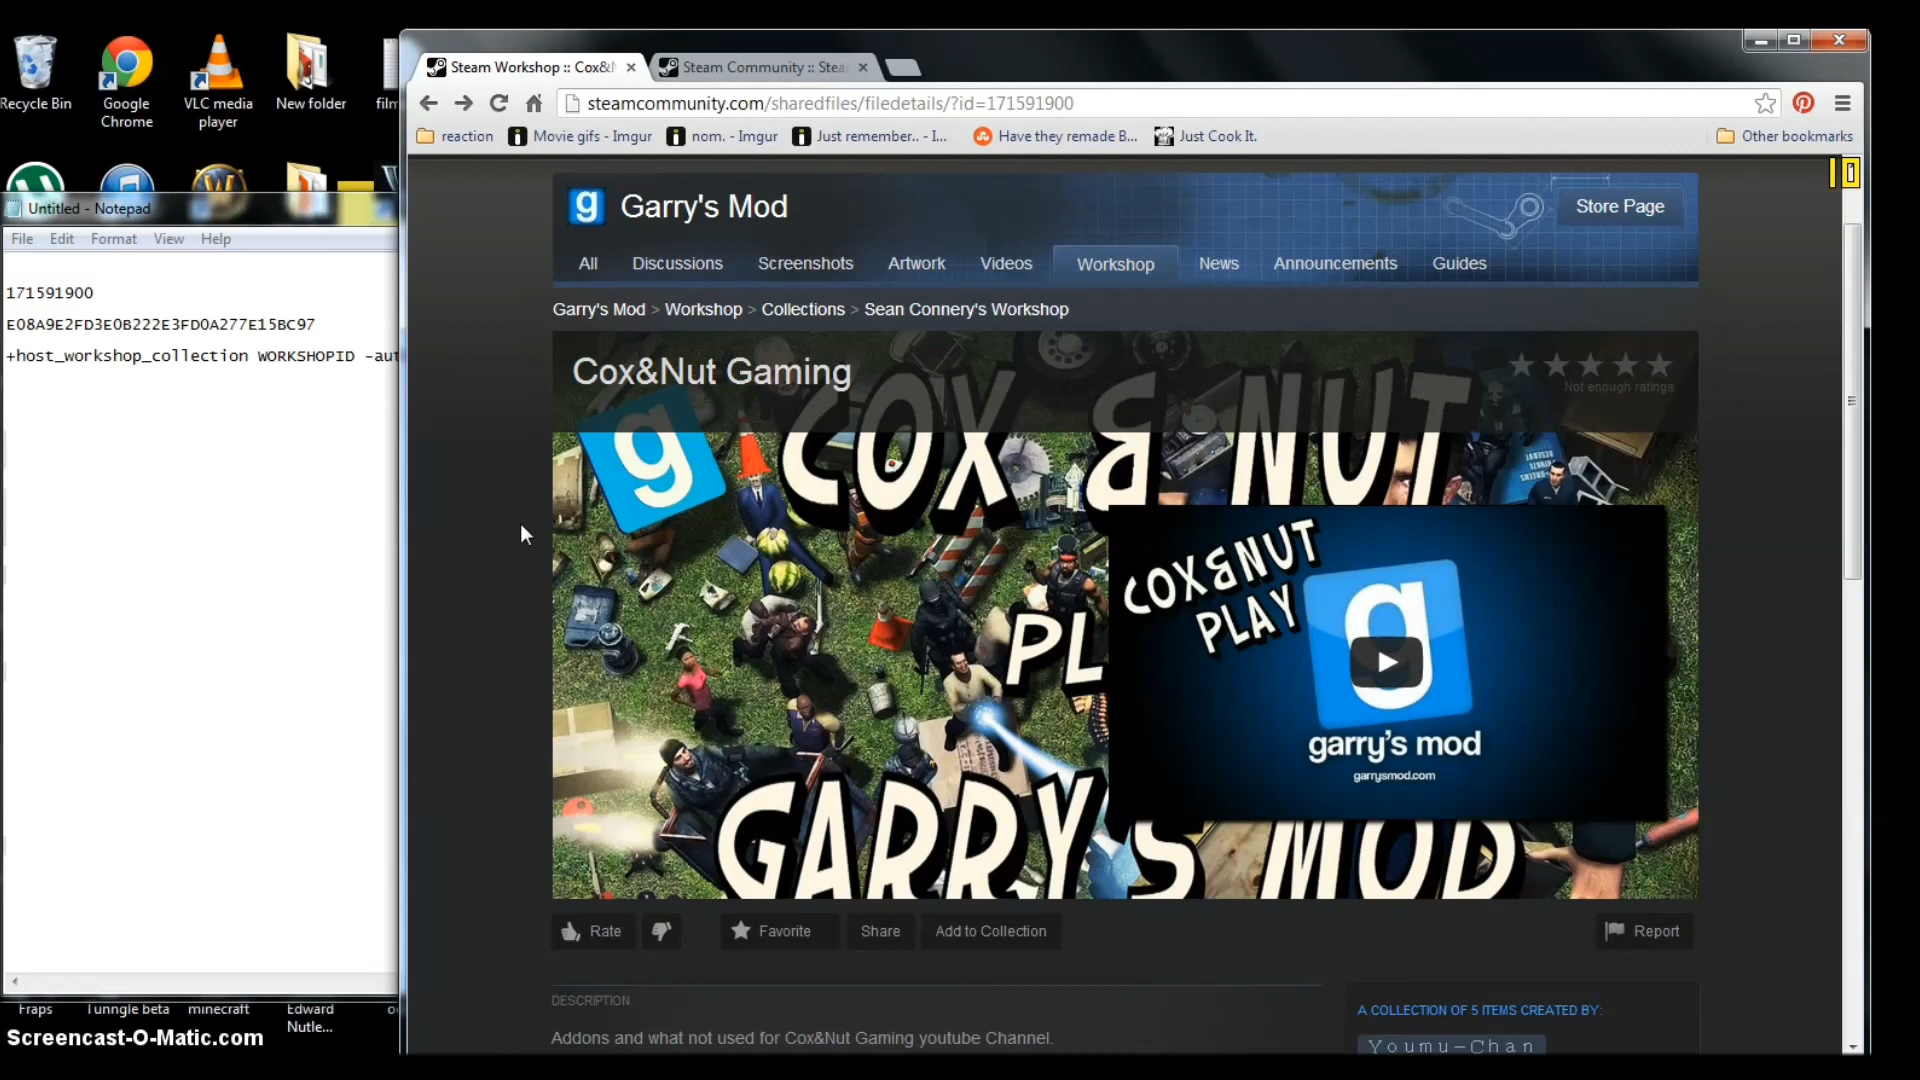 Recycle Bin
Google Chrome
VLC media player
New folder
Untitled - Notepad
File Edit Format View Help
171591900
E08A9E2FD3E0B222E3FD0A277E15BC97
+host_workshop_collection WORKSHOPID -aut
Fraps
Tunngle beta
minecraft
Edward Nutle...
Screencast-O-Matic.com
Steam Workshop :: Cox&
Steam Community :: Stea
steamcommunity.com/sharedfiles/filedetails/?id=171591900
reaction
Movie gifs - Imgur
nom. - Imgur
Just remember.. - I...
Have they remade B...
Just Cook It.
Other bookmarks
g Garry's Mod
Store Page
All Discussions Screenshots Artwork Videos Workshop News Announcements Guides
Garry's Mod > Workshop > Collections > Sean Connery's Workshop
Cox&Nut Gaming
Not enough ratings
g COX & NUT
PL
GARRY'S MOD
COX&NUT
PLAY
g
garry's mod
garrysmod.com
Rate
Favorite
Share
Add to Collection
Report
DESCRIPTION
Addons and what not used for Cox&Nut Gaming youtube Channel.
A COLLECTION OF 5 ITEMS CREATED BY:
Youmu-Chan